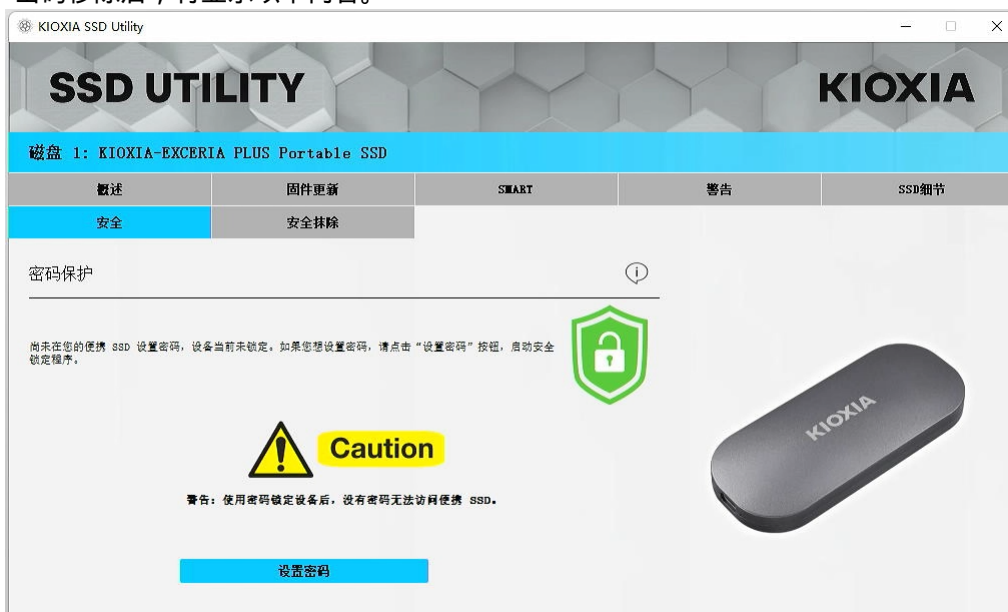 KIOXIA SSD Utility
SSD UTILITY
KIOXIA
磁盘 1: KIOXIA-EXCERIA PLUS Portable SSD
概述
固件更新
SMART
警告
SSD细节
安全
安全抹除
密码保护
尚未在您的便携 SSD 设置密码，设备当前未锁定。如果您想设置密码，请点击“设置密码”按钮，启动安全
锁定程序。
KIOXIA
Caution
警告：使用密码锁定设备后，没有密码无法访问便携 SSD。
设置密码